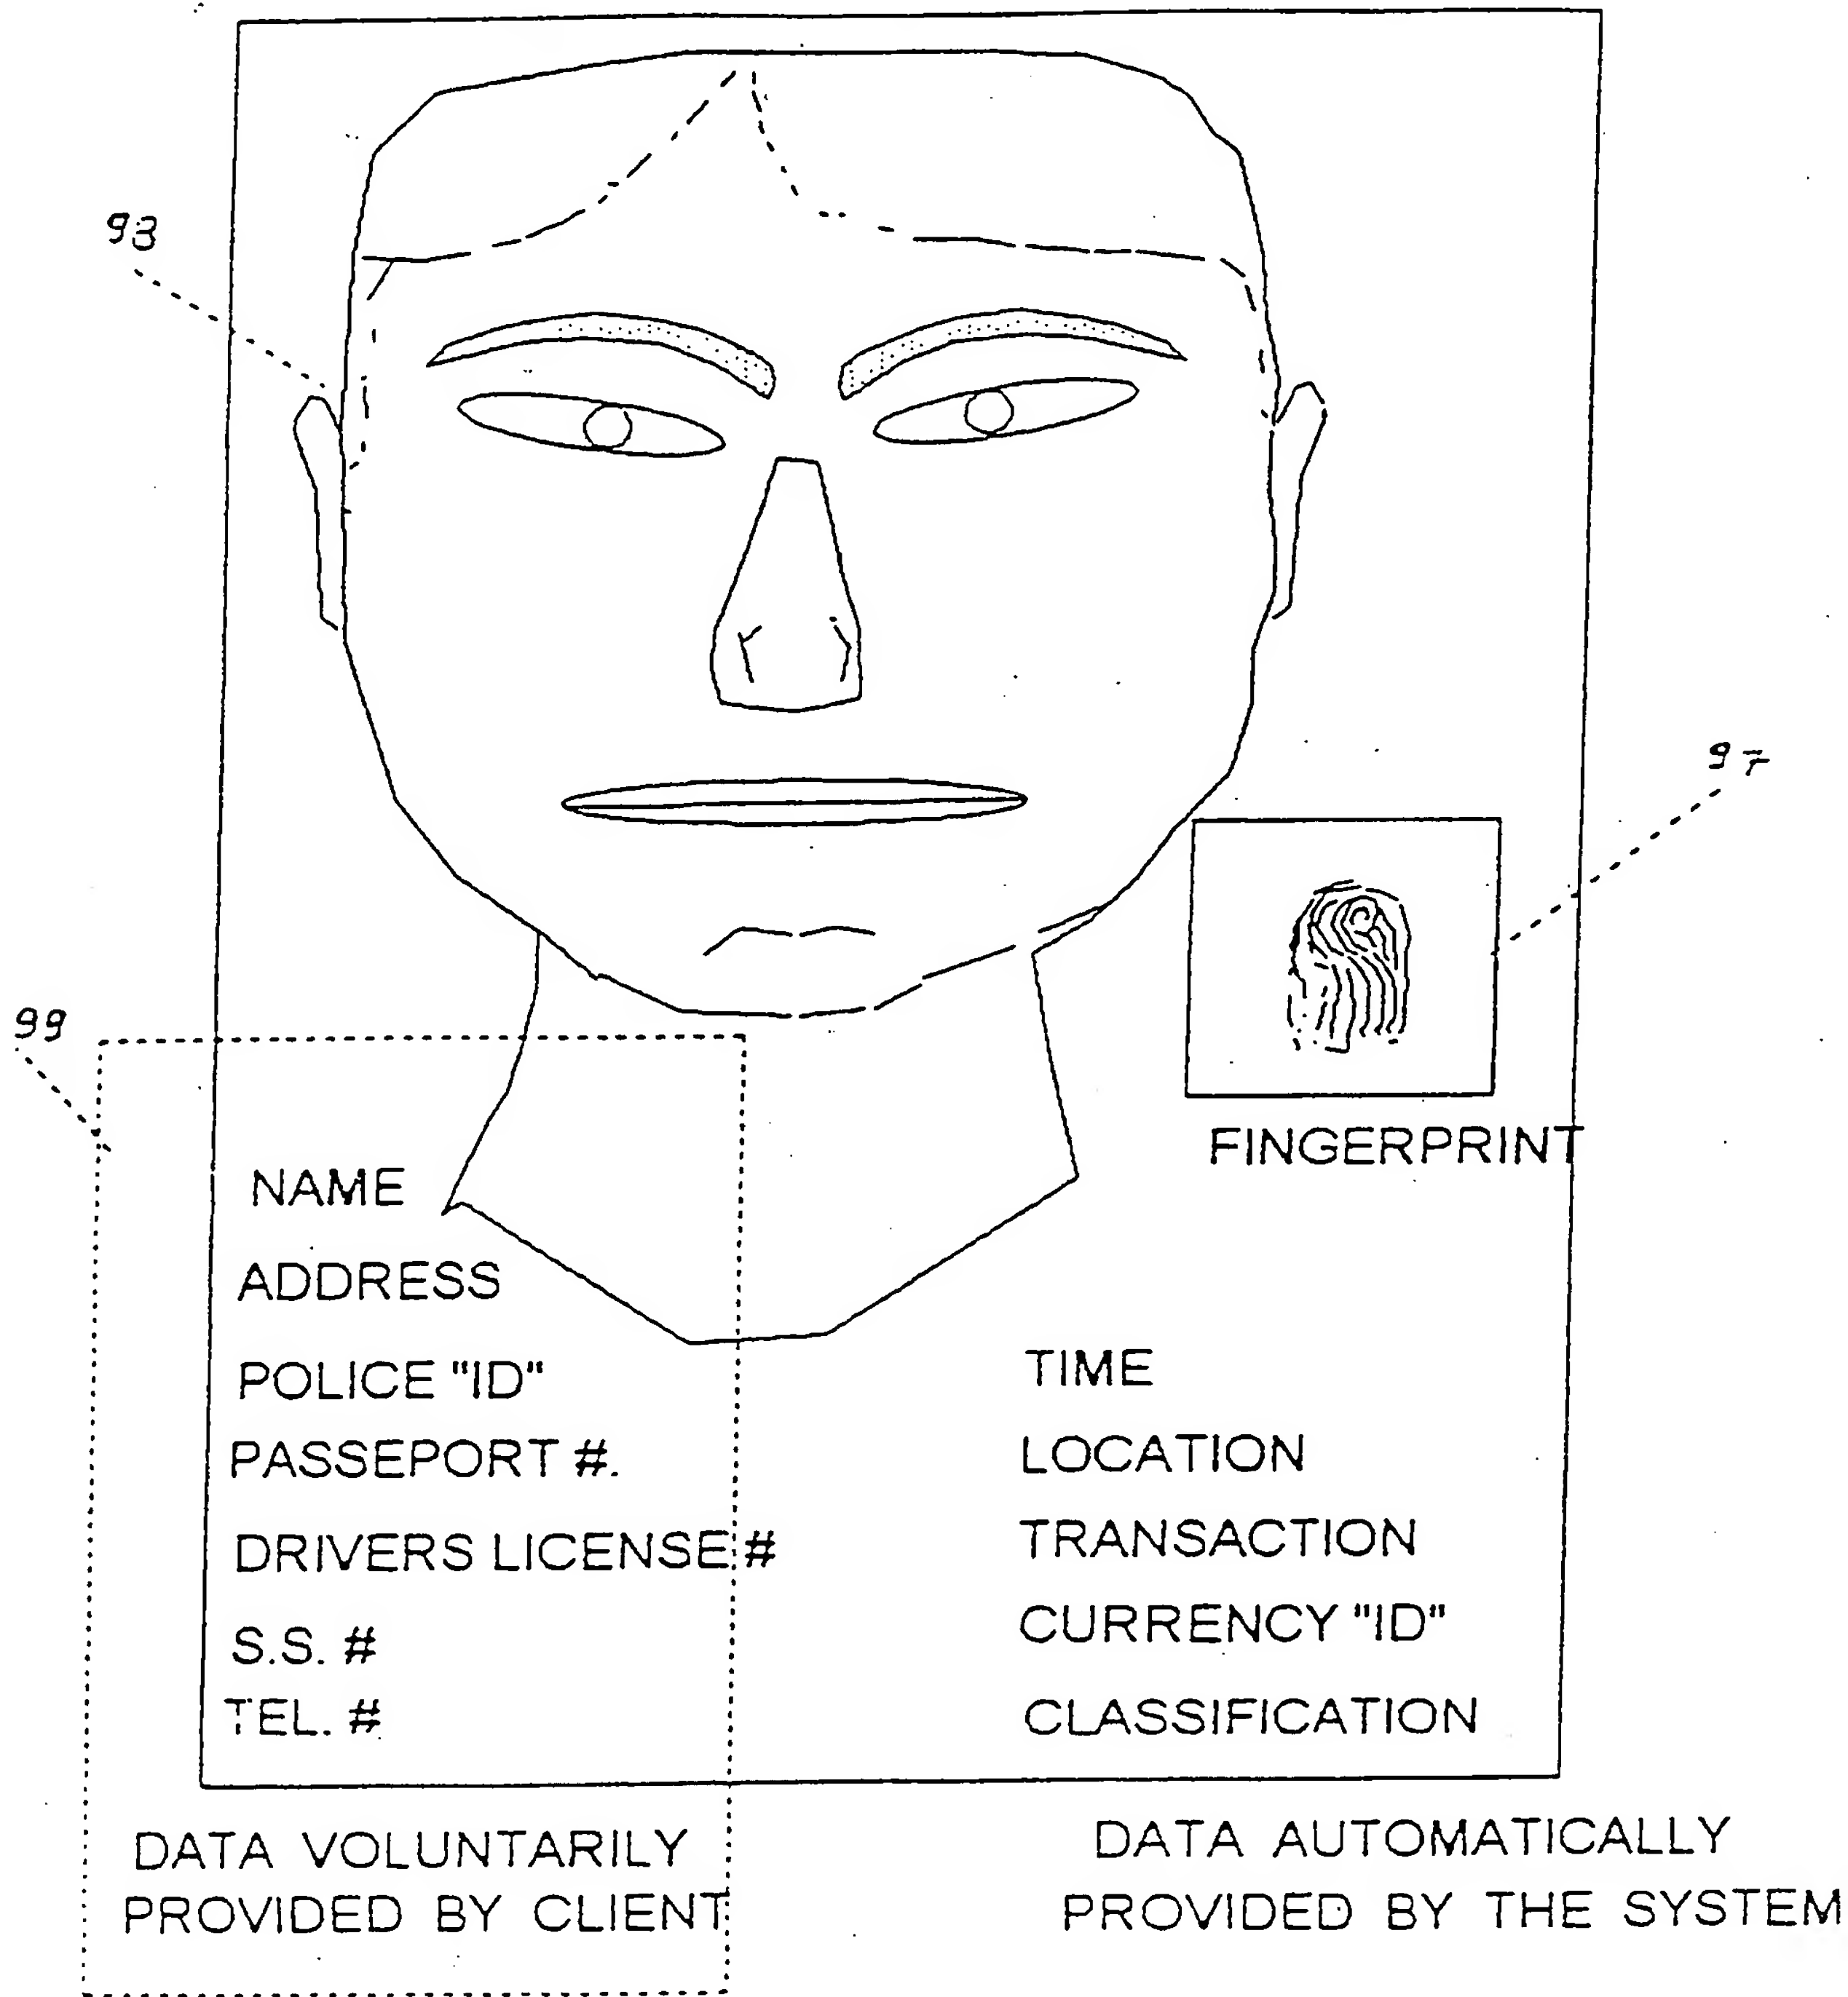 93
97
99
FINGERPRINT
NAME
ADDRESS
POLICE "ID"
PASSEPORT #.
DRIVERS LICENSE #
S.S. #
TEL. #
TIME
LOCATION
TRANSACTION
CURRENCY "ID"
CLASSIFICATION
DATA VOLUNTARILY
PROVIDED BY CLIENT
DATA AUTOMATICALLY
PROVIDED BY THE SYSTEM